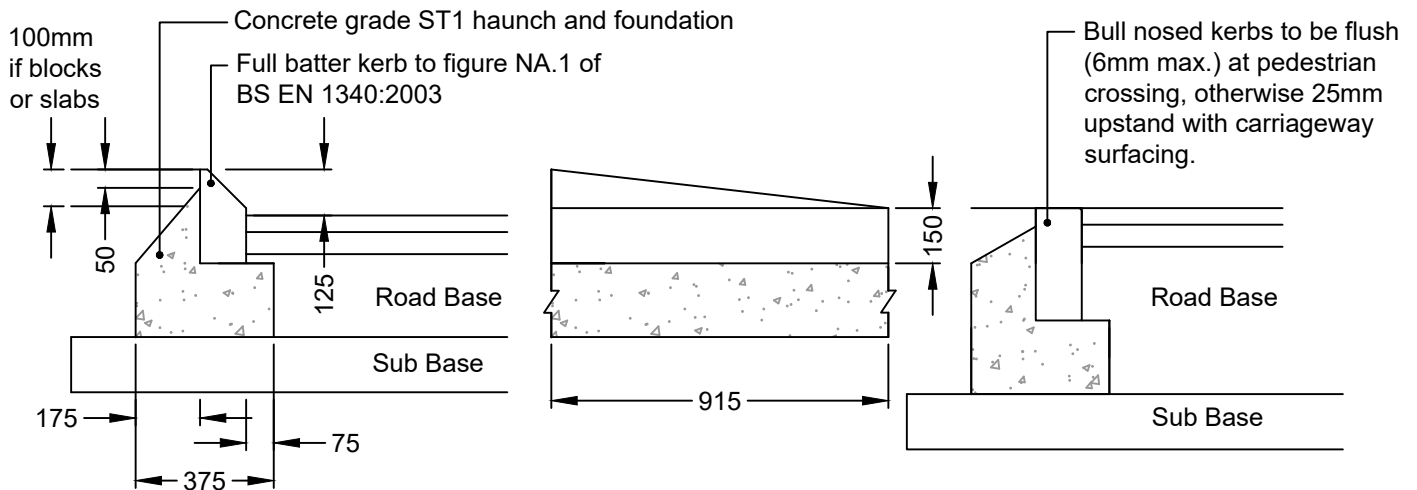 100mm
if blocks
or slabs
Concrete grade ST1 haunch and foundation
Full batter kerb to figure NA.1 of
BS EN 1340:2003
Bull nosed kerbs to be flush
(6mm max.) at pedestrian
crossing, otherwise 25mm
upstand with carriageway
surfacing.
50
125
150
Road Base
Sub Base
175
75
375
915
Road Base
Sub Base